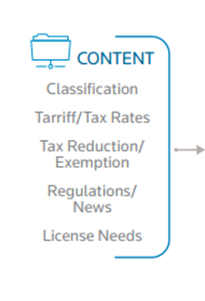 CONTENT
Classification
Tarriff/Tax Rates
Tax Reduction/
Exemption
Regulations/
News
License Needs